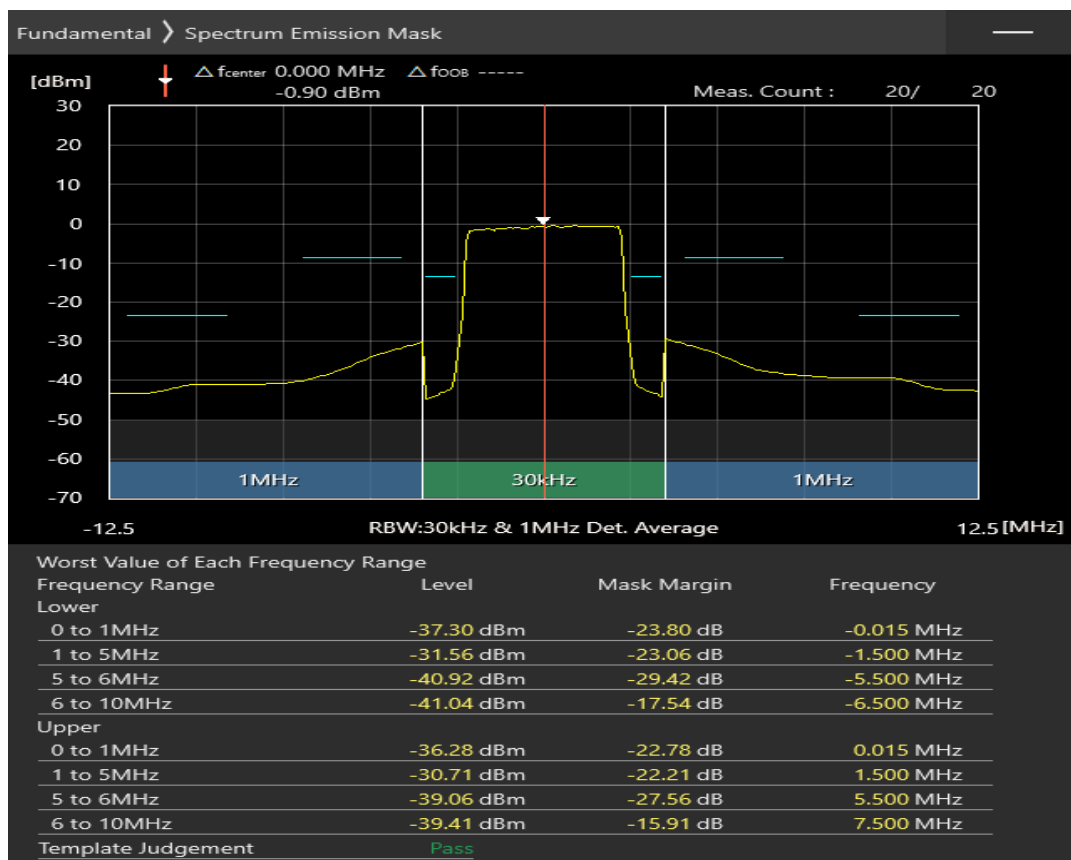 Fundamental ❯ Spectrum Emission Mask
[dBm] △ fcenter 0.000 MHz △ fOOB -----
-0.90 dBm Meas. Count : 20/ 20
30
20
10
0
-10
-20
-30
-40
-50
-60
1MHz 30kHz 1MHz
-70
-12.5 RBW:30kHz & 1MHz Det. Average 12.5 [MHz]
Worst Value of Each Frequency Range
Frequency Range Level Mask Margin Frequency
Lower
0 to 1MHz -37.30 dBm -23.80 dB -0.015 MHz
1 to 5MHz -31.56 dBm -23.06 dB -1.500 MHz
5 to 6MHz -40.92 dBm -29.42 dB -5.500 MHz
6 to 10MHz -41.04 dBm -17.54 dB -6.500 MHz
Upper
0 to 1MHz -36.28 dBm -22.78 dB 0.015 MHz
1 to 5MHz -30.71 dBm -22.21 dB 1.500 MHz
5 to 6MHz -39.06 dBm -27.56 dB 5.500 MHz
6 to 10MHz -39.41 dBm -15.91 dB 7.500 MHz
Template Judgement Pass